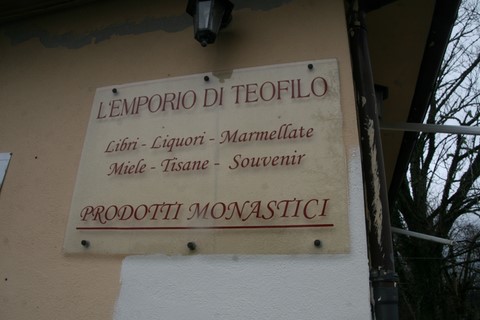 L'EMPORIO DI TEOFILO
Libri - Liquori - Marmellate
Miele - Tisane - Souvenir
PRODOTTI MONASTICI